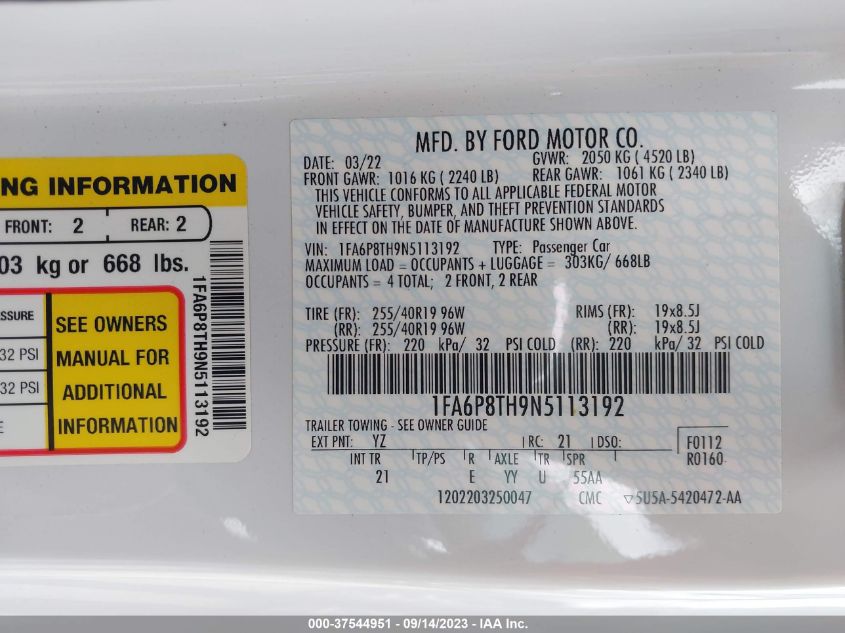 NG INFORMATION
FRONT: 2 REAR: 2
03 kg or 668 lbs.
SSURE
32 PSI
32 PSI
E
SEE OWNERS
MANUAL FOR
ADDITIONAL
INFORMATION
1FA6P8TH9N5113192
MFD. BY FORD MOTOR CO.
DATE: 03/22 GVWR: 2050 KG ( 4520 LB)
FRONT GAWR: 1016 KG ( 2240 LB) REAR GAWR: 1061 KG ( 2340 LB)
THIS VEHICLE CONFORMS TO ALL APPLICABLE FEDERAL MOTOR
VEHICLE SAFETY, BUMPER, AND THEFT PREVENTION STANDARDS
IN EFFECT ON THE DATE OF MANUFACTURE SHOWN ABOVE.
VIN: 1FA6P8TH9N5113192 TYPE: Passenger Car
MAXIMUM LOAD = OCCUPANTS + LUGGAGE = 303KG/ 668LB
OCCUPANTS = 4 TOTAL; 2 FRONT, 2 REAR
TIRE (FR): 255/40R19 96W RIMS (FR): 19x8.5J
(RR): 255/40R19 96W (RR): 19x8.5J
PRESSURE (FR): 220 kPa/ 32 PSI COLD (RR): 220 kPa/ 32 PSI COLD
1FA6P8TH9N5113192
TRAILER TOWING - SEE OWNER GUIDE
EXT PNT: YZ RC: 21 DSO: F0112
R0160
INT TR TP/PS R AXLE TR SPR
21 E YY U 55AA
1202203250047 CMC ▽5U5A-5420472-AA
000-37544951 - 09/14/2023 - IAA Inc.